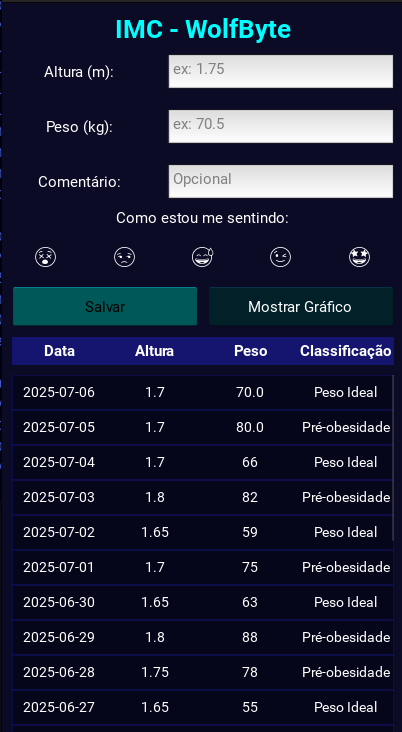 IMC - WolfByte
Altura (m): ex: 1.75
Peso (kg): ex: 70.5
Comentário: Opcional
Como estou me sentindo:
Salvar Mostrar Gráfico
Data Altura Peso Classificação
2025-07-06 1.7 70.0 Peso Ideal
2025-07-05 1.7 80.0 Pré-obesidade
2025-07-04 1.7 66 Peso Ideal
2025-07-03 1.8 82 Pré-obesidade
2025-07-02 1.65 59 Peso Ideal
2025-07-01 1.7 75 Pré-obesidade
2025-06-30 1.65 63 Peso Ideal
2025-06-29 1.8 88 Pré-obesidade
2025-06-28 1.75 78 Pré-obesidade
2025-06-27 1.65 55 Peso Ideal